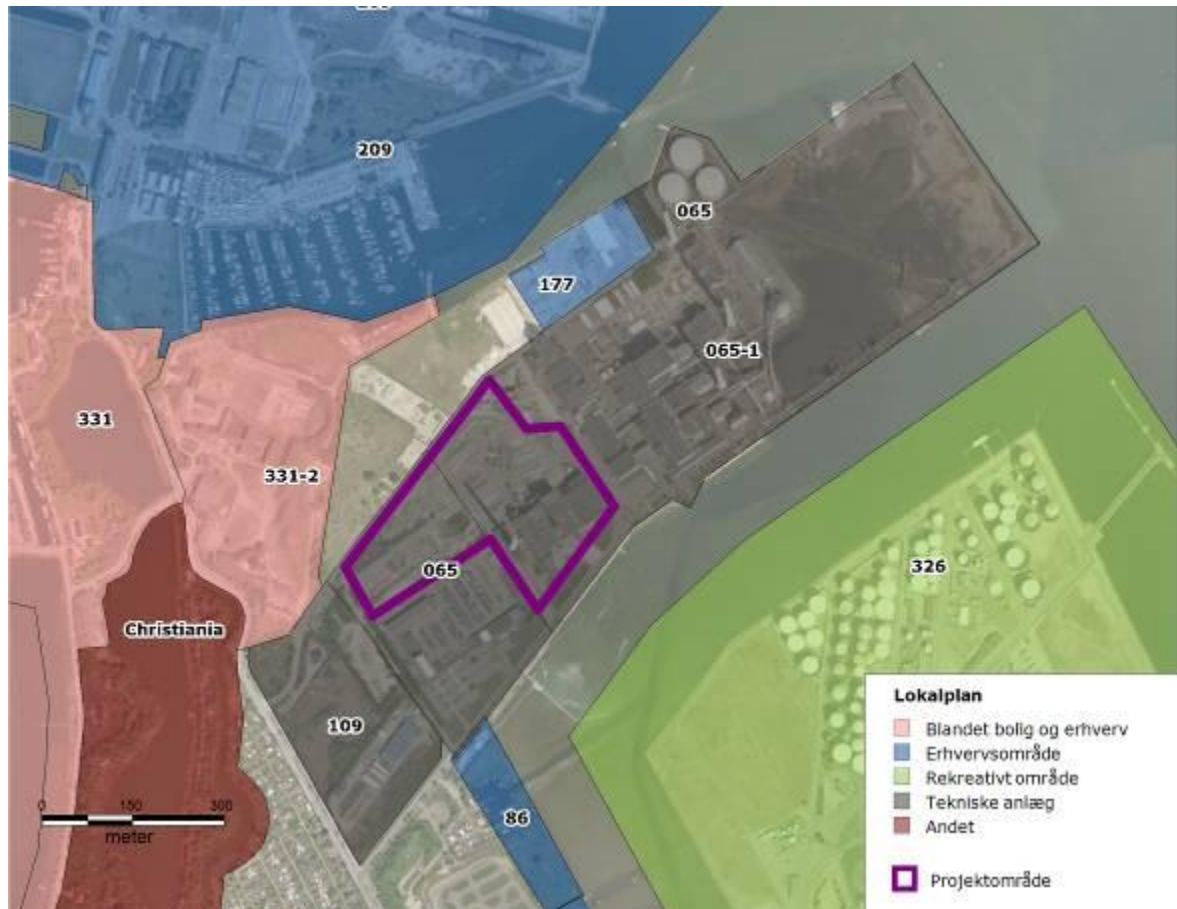 209
065
177
065-1
331
331-2
326
065
Christiania
109
86
0 150 300
meter
Lokalplan
Blandet bolig og erhverv
Erhvervsområde
Rekreativt område
Tekniske anlæg
Andet
Projektområde